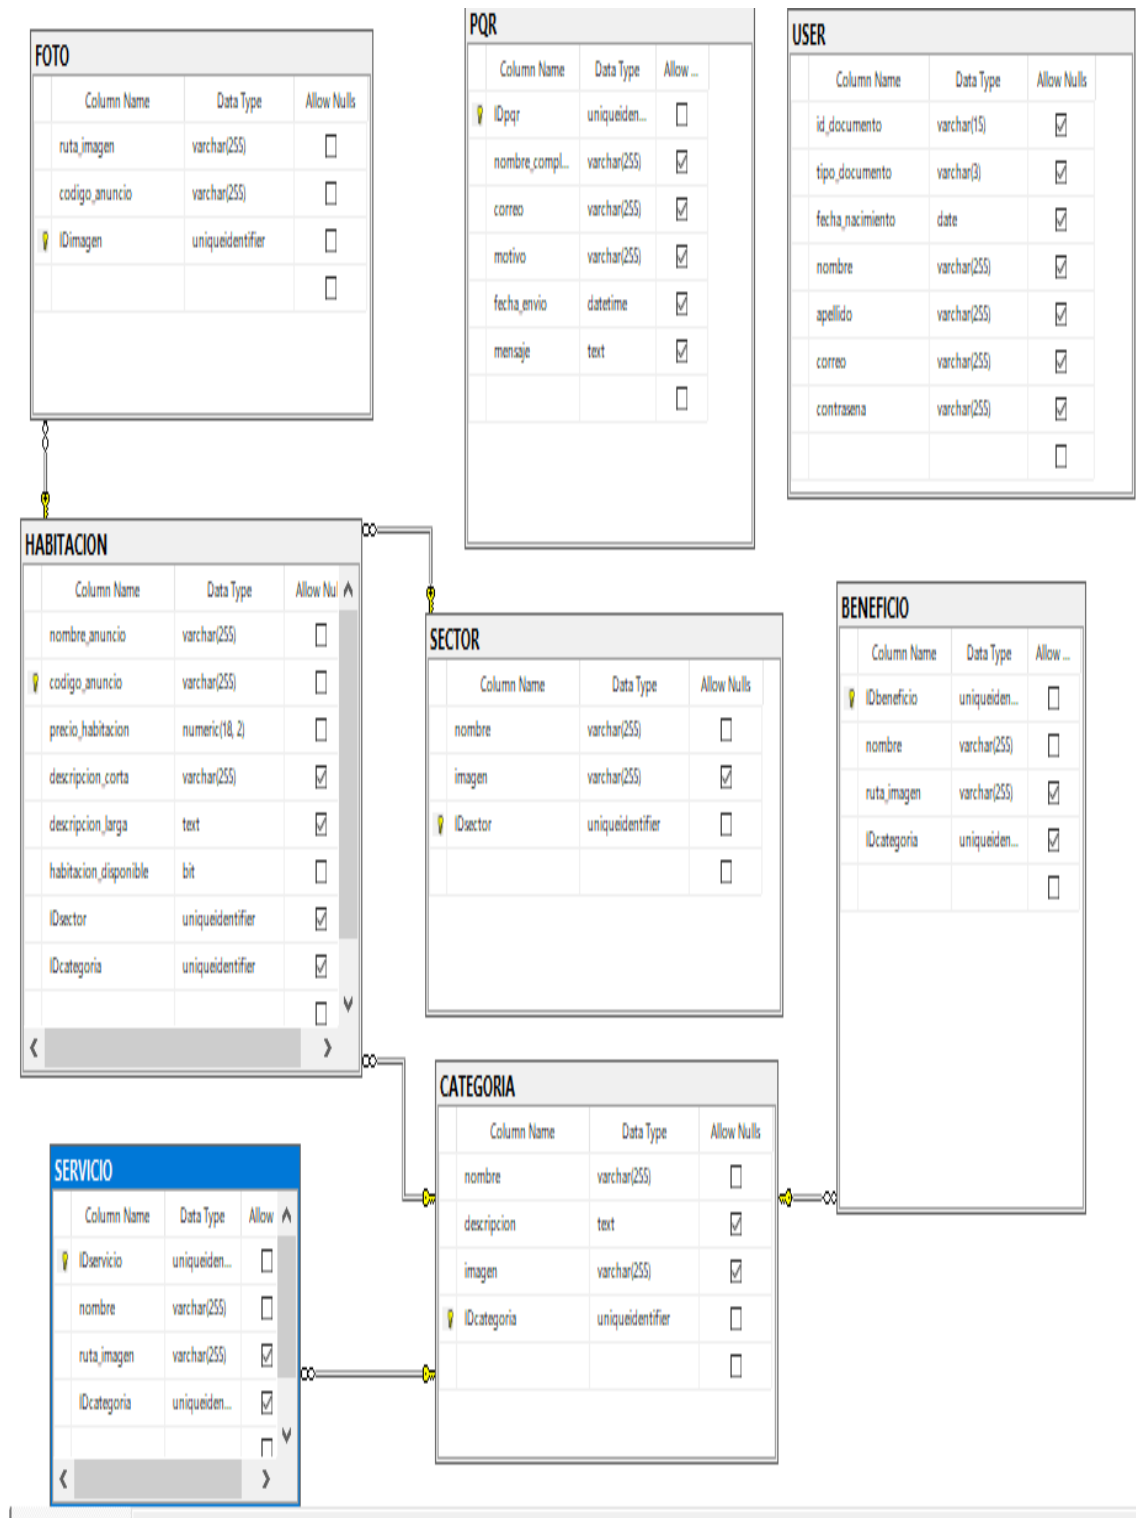 FOTO
Column Name Data Type Allow Nulls
ruta_imagen varchar(255)
codigo_anuncio varchar(255)
IDimagen uniqueidentifier
PQR
Column Name Data Type Allow ...
IDpqr uniqueiden...
nombre_compl... varchar(255)
correo varchar(255)
motivo varchar(255)
fecha_envio datetime
mensaje text
USER
Column Name Data Type Allow Nulls
id_documento varchar(15)
tipo_documento varchar(3)
fecha_nacimiento date
nombre varchar(255)
apellido varchar(255)
correo varchar(255)
contrasena varchar(255)
HABITACION
Column Name Data Type Allow Nul
nombre_anuncio varchar(255)
codigo_anuncio varchar(255)
precio_habitacion numeric(18, 2)
descripcion_corta varchar(255)
descripcion_larga text
habitacion_disponible bit
IDsector uniqueidentifier
IDcategoria uniqueidentifier
SECTOR
Column Name Data Type Allow Nulls
nombre varchar(255)
imagen varchar(255)
IDsector uniqueidentifier
BENEFICIO
Column Name Data Type Allow ...
IDbeneficio uniqueiden...
nombre varchar(255)
ruta_imagen varchar(255)
IDcategoria uniqueiden...
CATEGORIA
Column Name Data Type Allow Nulls
nombre varchar(255)
descripcion text
imagen varchar(255)
IDcategoria uniqueidentifier
SERVICIO
Column Name Data Type Allow
IDservicio uniqueiden...
nombre varchar(255)
ruta_imagen varchar(255)
IDcategoria uniqueiden...